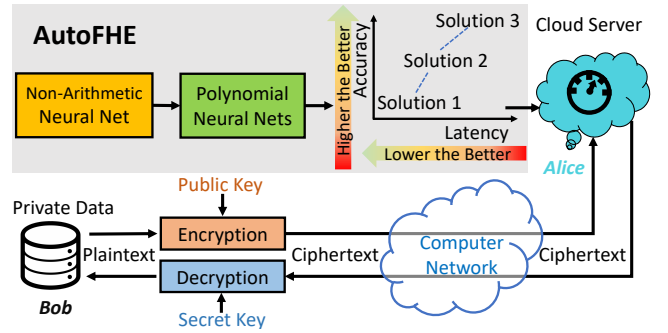 AutoFHE
Non-Arithmetic
Neural Net
Polynomial
Neural Nets
Higher the Better
Accuracy
Solution 3
Solution 2
Solution 1
Latency
Lower the Better
Cloud Server
Alice
Public Key
Private Data
Encryption
Plaintext
Ciphertext
Computer
Network
Ciphertext
Decryption
Bob
Secret Key